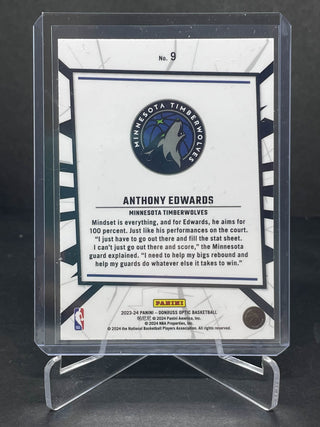 No. 9
MINNESOTA TIMBERWOLVES
ANTHONY EDWARDS
MINNESOTA TIMBERWOLVES
Mindset is everything, and for Edwards, he aims for
100 percent. Just like his performances on the court.
“I just have to go out there and fill the stat sheet.
I can't just go out there and score,” the Minnesota
guard explained. “I need to help my bigs rebound and
help my guards do whatever else it takes to win.”
PANINI
2023-24 PANINI - DONRUSS OPTIC BASKETBALL
帕尼尼 © 2024 Panini America, Inc.
© 2024 NBA Properties, Inc.
© 2024 the National Basketball Players Association. All rights reserved.